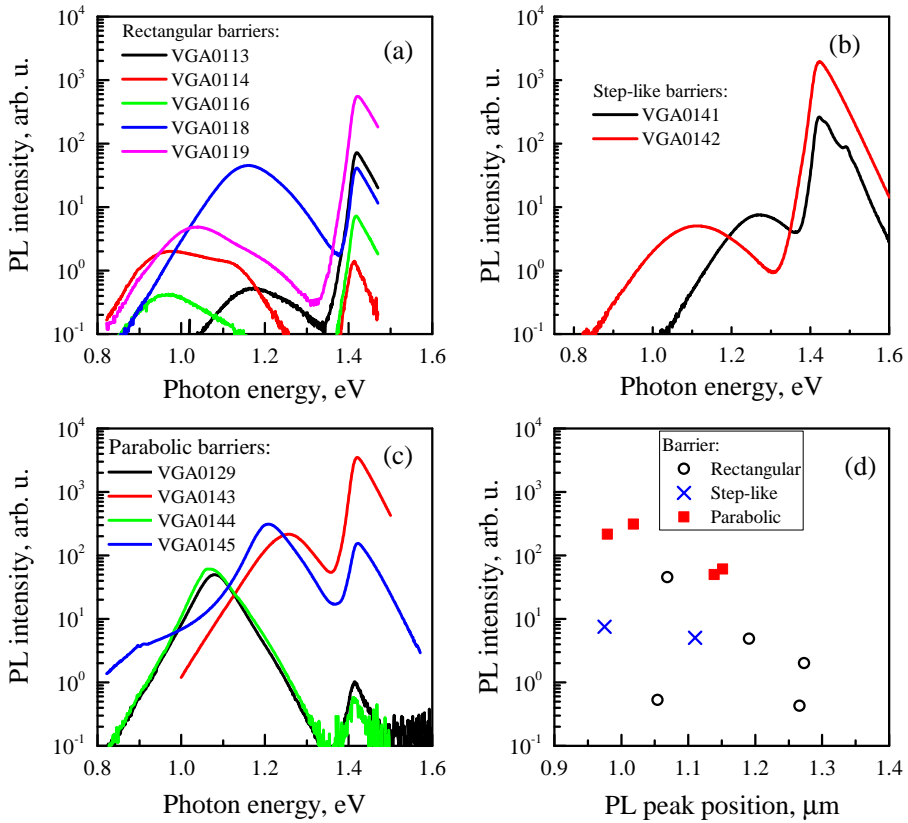 Rectangular barriers:
VGA0113
VGA0114
VGA0116
VGA0118
VGA0119
(a)
10^4
10^3
10^2
10^1
10^0
10^-1
PL intensity, arb. u.
0.8 1.0 1.2 1.4 1.6
Photon energy, eV
(b)
Step-like barriers:
VGA0141
VGA0142
10^4
10^3
10^2
10^1
10^0
10^-1
PL intensity, arb. u.
0.8 1.0 1.2 1.4 1.6
Photon energy, eV
Parabolic barriers:
VGA0129
VGA0143
VGA0144
VGA0145
(c)
10^4
10^3
10^2
10^1
10^0
10^-1
PL intensity, arb. u.
0.8 1.0 1.2 1.4 1.6
Photon energy, eV
Barrier:
Rectangular
Step-like
Parabolic
(d)
10^4
10^3
10^2
10^1
10^0
10^-1
PL intensity, arb. u.
0.9 1.0 1.1 1.2 1.3 1.4
PL peak position, μm